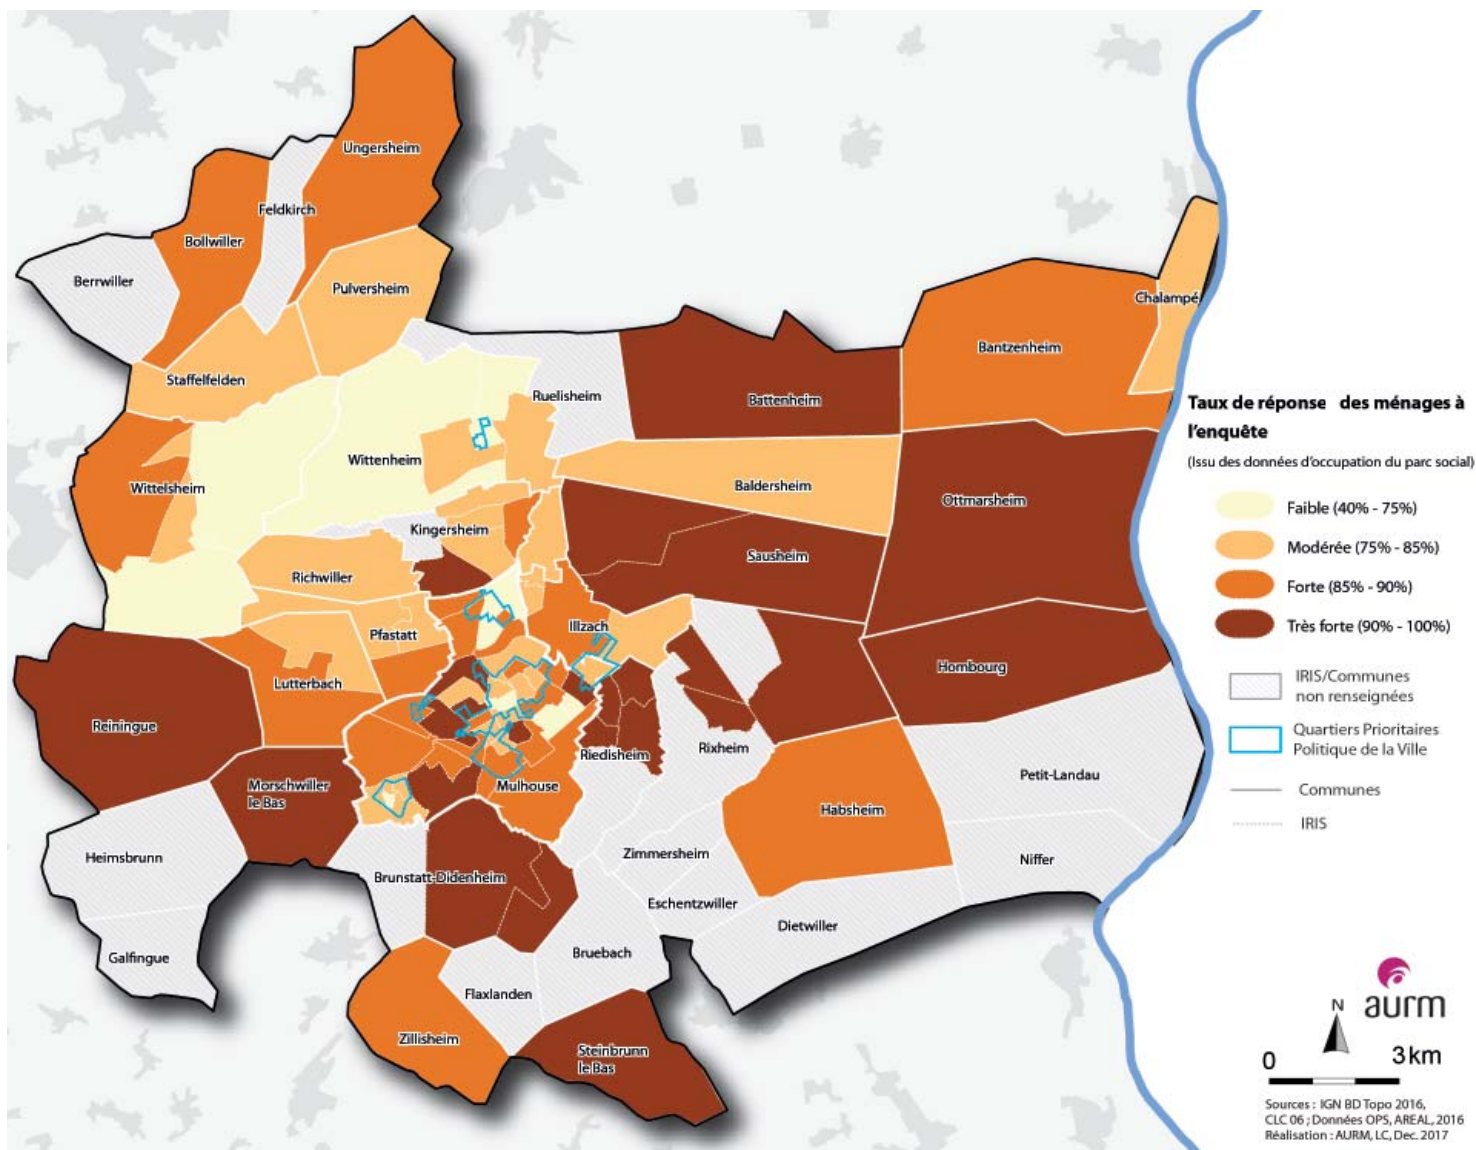 Ungersheim
Feldkirch
Bollwiller
Berrwiller
Pulversheim
Chalampé
Bantzenheim
Staffelfelden
Ruelisheim
Battenheim
Wittenheim
Wittelsheim
Baldersheim
Ottmarsheim
Kingersheim
Sausheim
Richwiller
Illzach
Pfastatt
Hombourg
Lutterbach
Reiningue
Rixheim
Riedisheim
Petit-Landau
Morschwiller
le Bas
Mulhouse
Habsheim
Heimsbrunn
Zimmersheim
Niffer
Brunstatt-Didenheim
Eschentzwiller
Dietwiller
Galfingue
Bruebach
Flaxlanden
Zillisheim
Steinbrunn
le Bas
Taux de réponse des ménages à
l'enquête
(Issu des données d'occupation du parc social)
Faible (40% - 75%)
Modérée (75% - 85%)
Forte (85% - 90%)
Très forte (90% - 100%)
IRIS/Communes
non renseignées
Quartiers Prioritaires
Politique de la Ville
Communes
IRIS
aurm
N
0 3 km
Sources : IGN BD Topo 2016,
CLC 06 ; Données OPS, AREAL, 2016
Réalisation : AURM, LC, Dec. 2017